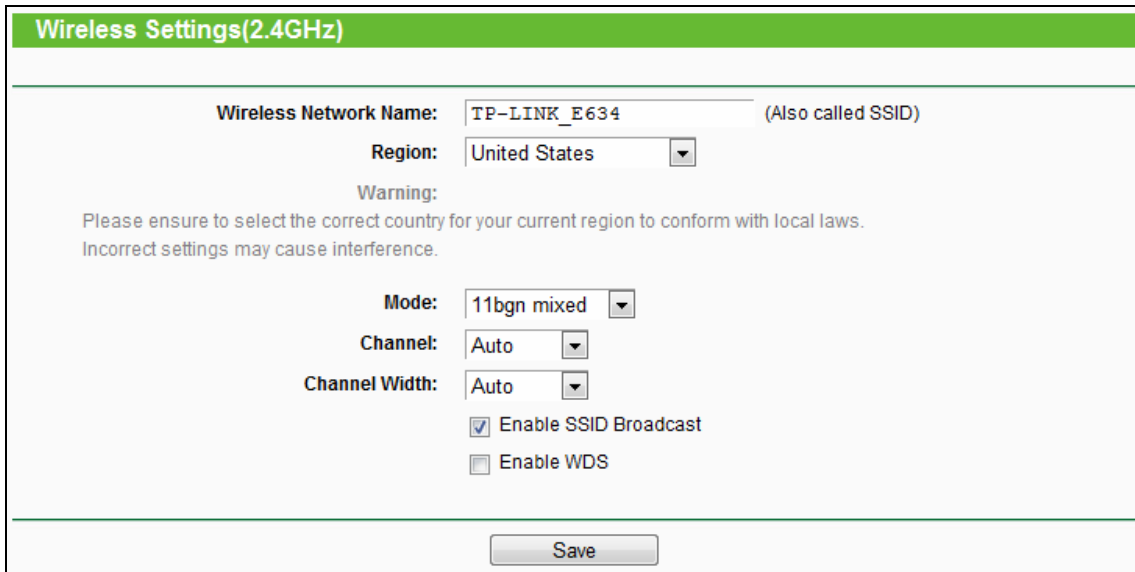 Wireless Settings(2.4GHz)
Wireless Network Name: TP-LINK_E634 (Also called SSID)
Region: United States
Warning:
Please ensure to select the correct country for your current region to conform with local laws.
Incorrect settings may cause interference.
Mode: 11bgn mixed
Channel: Auto
Channel Width: Auto
Enable SSID Broadcast
Enable WDS
Save